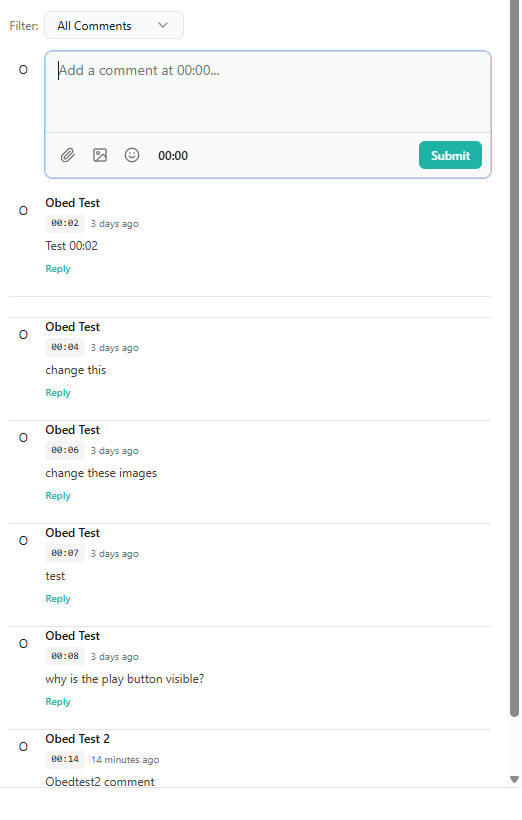 Filter: All Comments
O
Add a comment at 00:00...
00:00 Submit
O
Obed Test
00:02 3 days ago
Test 00:02
Reply
O
Obed Test
00:04 3 days ago
change this
Reply
O
Obed Test
00:06 3 days ago
change these images
Reply
O
Obed Test
00:07 3 days ago
test
Reply
O
Obed Test
00:08 3 days ago
why is the play button visible?
Reply
O
Obed Test 2
00:14 14 minutes ago
Obedtest2 comment